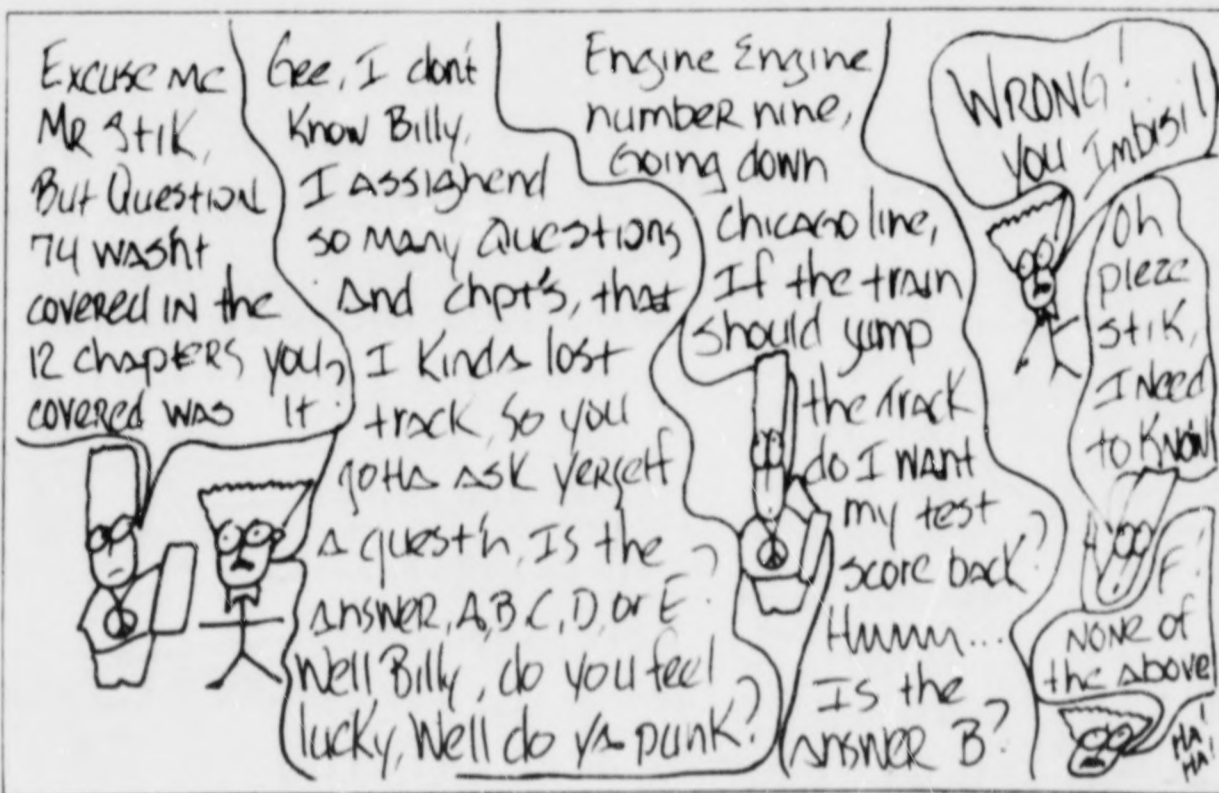 Excuse me
Mr Stik,
But Question
74 wasn't
covered in the
12 chapters you
covered was it?
Gee, I don't
Know Billy,
I assighend
so many Questions
And chpt's, that
I kinda lost
track, so you
gotta ask yerself
A quest'n, Is the
answer, A, B, C, D, or E?
Well Billy, do you feel
lucky, Well do ya punk?
Engine Engine
number nine,
Going down
chicago line,
If the train
should jump
the track
do I want
my test
score back?
Hmmm...
Is the
answer B?
WRONG!
you Imbisil!
Oh
pleze
stik,
I Need
to Know
F!
none of
the above
HA!
HA!